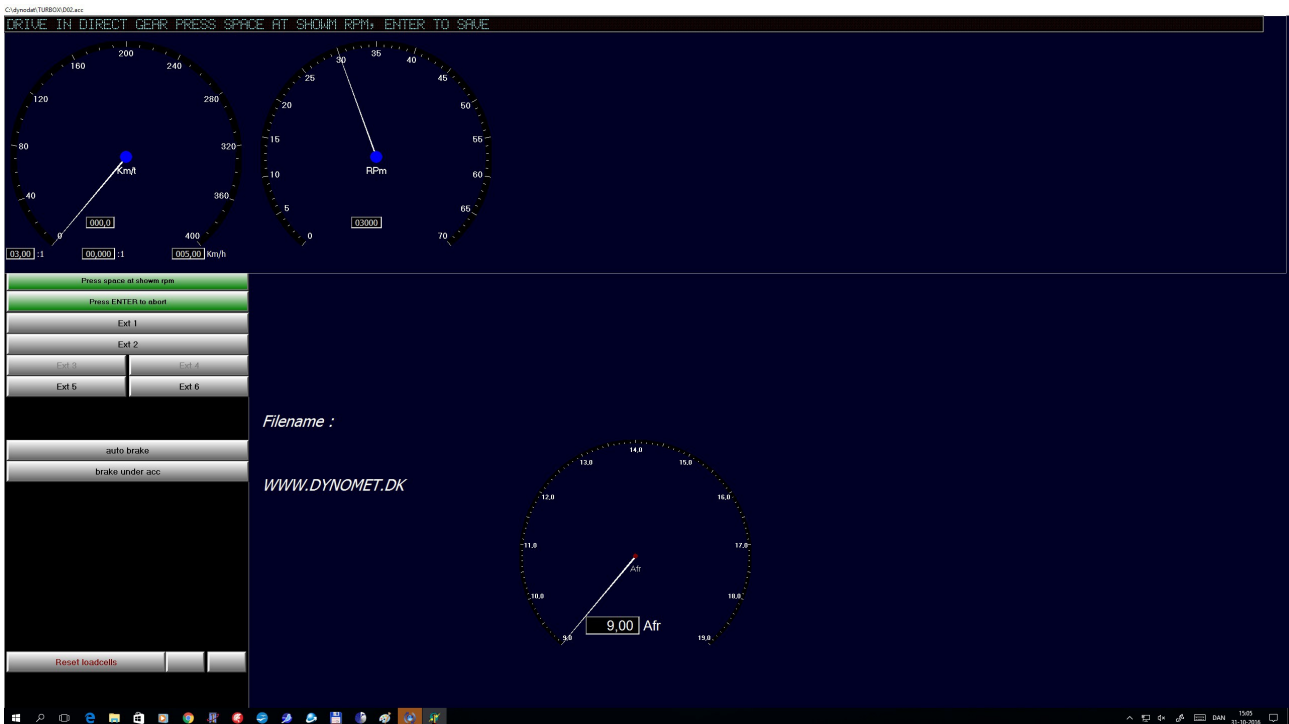 C:\dynodat\TURBOX\D02.acc
DRIVE IN DIRECT GEAR PRESS SPACE AT SHOWM RPM, ENTER TO SAVE
0 40 80 120 160 200 240 280 320 360 400
Km/t
000,0
03,00 :1 00,000 :1 005,00 Km/h
0 5 10 15 20 25 30 35 40 45 50 55 60 65 70
RPm
03000
Press space at showm rpm
Press ENTER to abort
Ext 1
Ext 2
Ext 3 Ext 4
Ext 5 Ext 6
auto brake
brake under acc
Reset loadcells
Filename :
WWW.DYNOMET.DK
9,0 10,0 11,0 12,0 13,0 14,0 15,0 16,0 17,0 18,0 19,0
Afr
9,00 Afr
DAN
15:05
31-10-2016